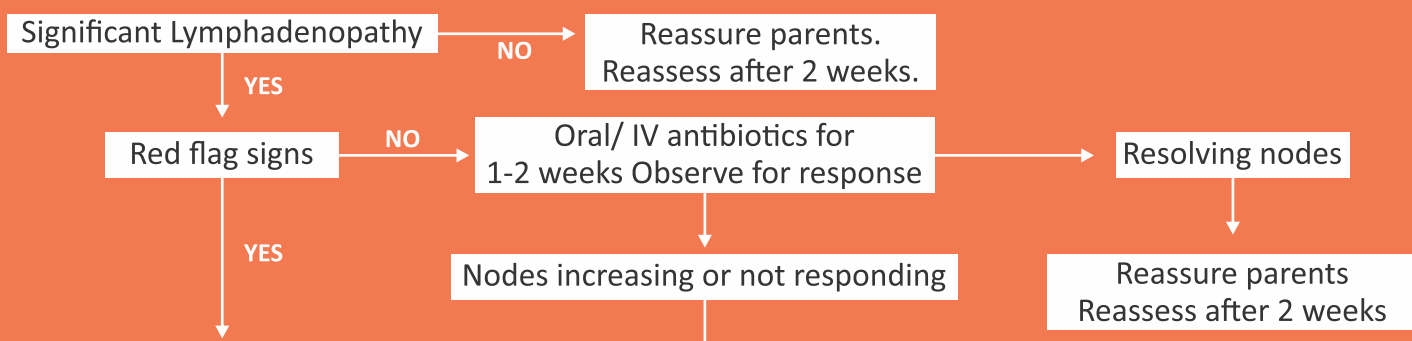 Significant Lymphadenopathy
NO
Reassure parents.
Reassess after 2 weeks.
YES
Red flag signs
NO
Oral/ IV antibiotics for
1-2 weeks Observe for response
Resolving nodes
YES
Nodes increasing or not responding
Reassure parents
Reassess after 2 weeks